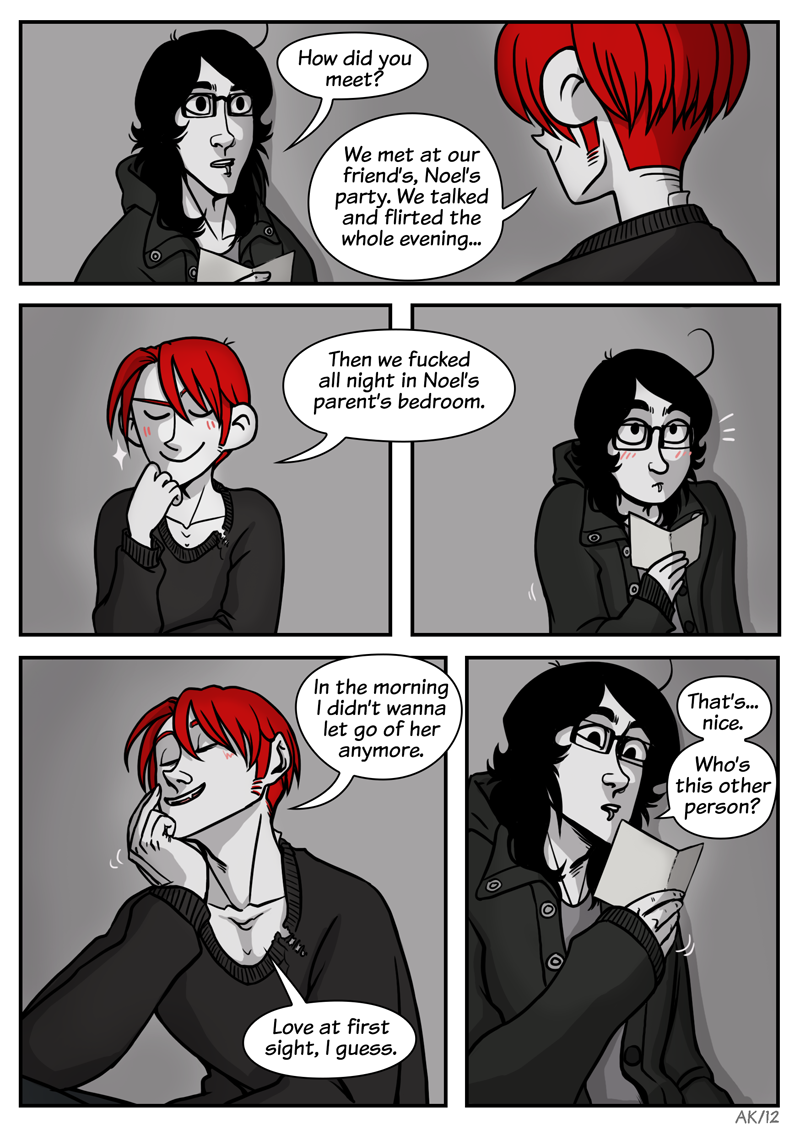 How did you
meet?
We met at our
friend's, Noel's
party. We talked
and flirted the
whole evening...
Then we fucked
all night in Noel's
parent's bedroom.
In the morning
I didn't wanna
let go of her
anymore.
Love at first
sight, I guess.
That's...
nice.
Who's
this other
person?
AK/12